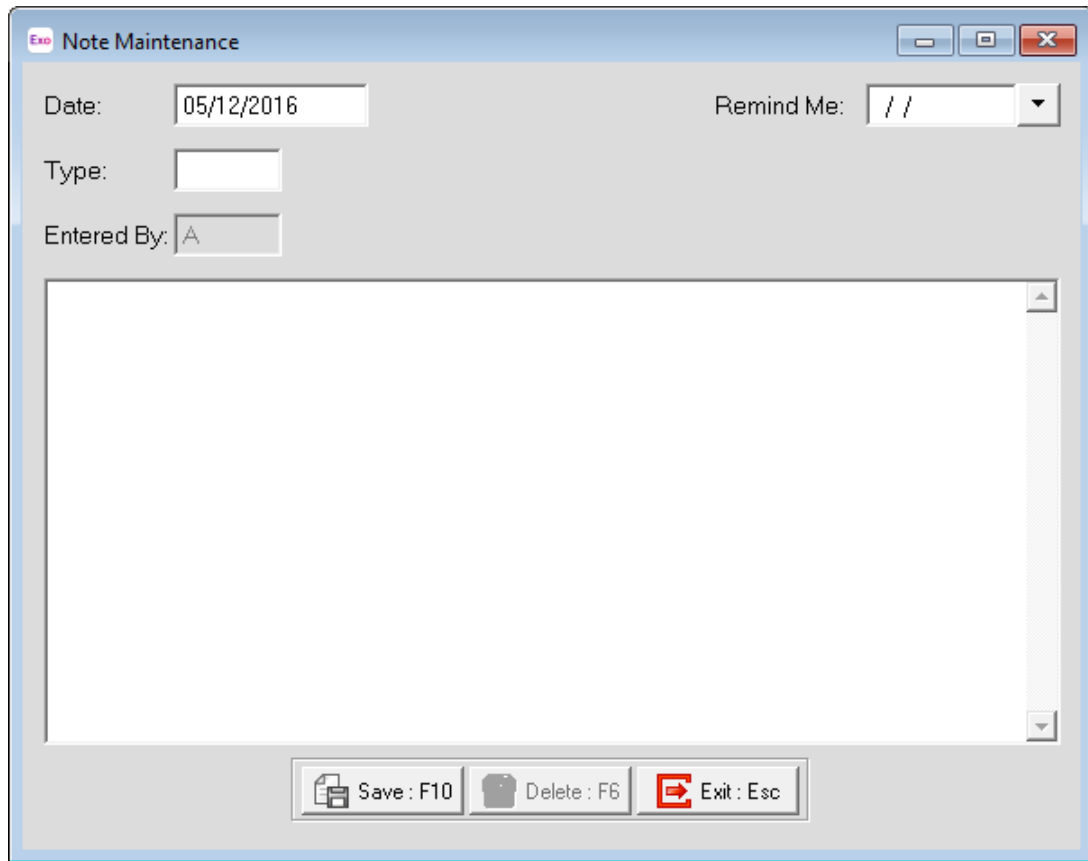 Exo Note Maintenance
Date: 05/12/2016 Remind Me: / /
Type:
Entered By: A
Save : F10 Delete : F6 Exit : Esc